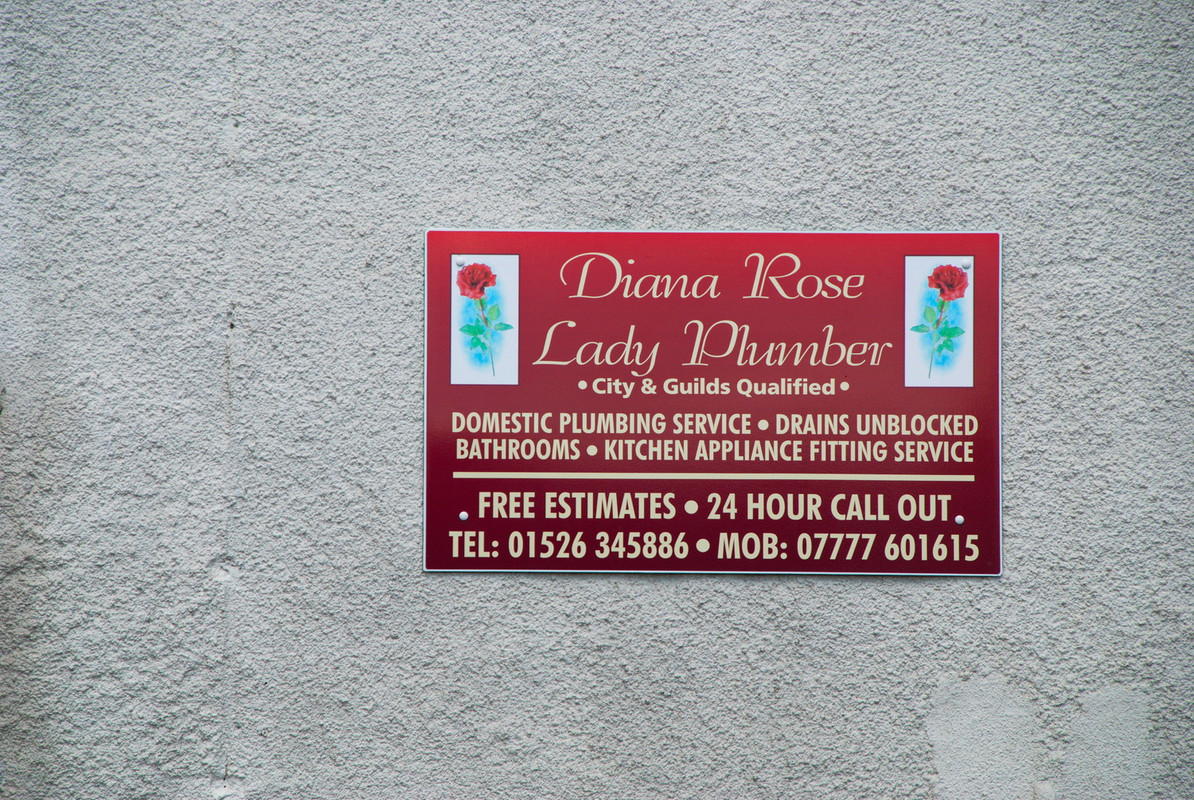 Diana Rose
Lady Plumber
• City & Guilds Qualified •
DOMESTIC PLUMBING SERVICE • DRAINS UNBLOCKED
BATHROOMS • KITCHEN APPLIANCE FITTING SERVICE
FREE ESTIMATES • 24 HOUR CALL OUT
TEL: 01526 345886 • MOB: 07777 601615